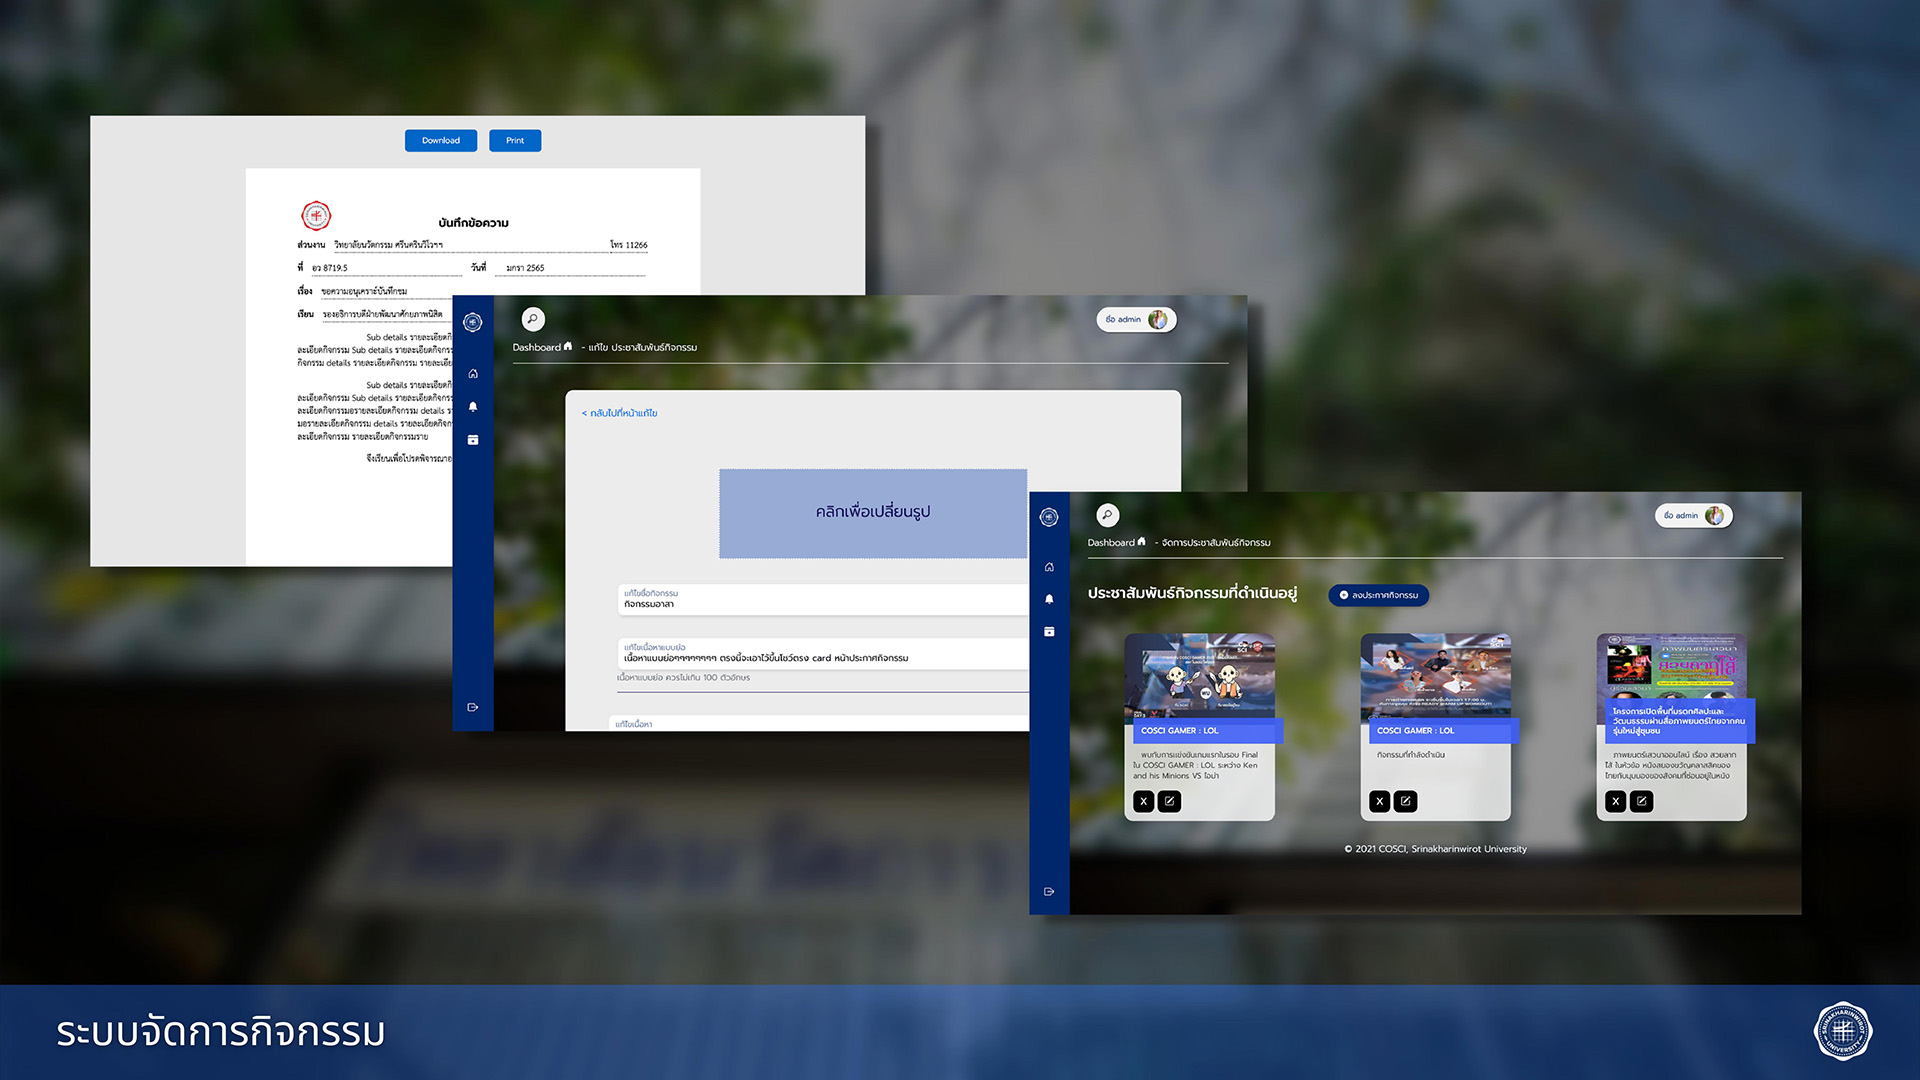 Download
Print
บันทึกข้อความ
ส่วนงาน วิทยาลัยนวัตกรรม ศรีนครินวิโวฯฯ โทร 11266
ที่ อว 8719.5 วันที่ มกรา 2565
เรื่อง ขอความอนุเคราะ์บันทึกชม
เรียน รองอธิการบดีฝ่ายพัฒนาศักยภาพนิสิต
Sub details รายละเอียดกิ
ละเอียดกิจกรรม Sub details รายละเอียดกิจกร
กิจกรรม details รายละเอียดกิจกรรม รายละเอีย
Sub details รายละเอียดกิ
ละเอียดกิจกรรม Sub details รายละเอียดกิจกร
ละเอียดกิจกรรมอรายละเอียดกิจกรรม details ร
มอรายละเอียดกิจกรรม details รายละเอียดกิจก
ละเอียดกิจกรรม รายละเอียดกิจกรรมราย
จึงเรียนเพื่อโปรดพิจารณาอ
ชื่อ admin
Dashboard - แก้ไข ประชาสัมพันธ์กิจกรรม
< กลับไปที่หน้าแก้ไข
คลิกเพื่อเปลี่ยนรูป
แก้ไขชื่อกิจกรรม
กิจกรรมอาสา
แก้ไขเนื้อหาแบบย่อ
เนื้อหาแบบย่อๆๆๆๆๆๆๆ ตรงนี้จะเอาไว้ขึ้นโชว์ตรง card หน้าประกาศกิจกรรม
เนื้อหาแบบย่อ ควรไม่เกิน 100 ตัวอักษร
แก้ไขเนื้อหา
ชื่อ admin
Dashboard - จัดการประชาสัมพันธ์กิจกรรม
ประชาสัมพันธ์กิจกรรมที่ดำเนินอยู่
ลงประกาศกิจกรรม
COSCI GAMER : LOL
พบกับการแข่งขันเกมแรกในรอบ Final
ใน COSCI GAMER : LOL ระหว่าง Ken
and his Minions VS ไอม่า
X
COSCI GAMER : LOL
กิจกรรมที่กำลังดำเนิน
X
โครงการเปิดพื้นที่มรดกศิลปะและ
วัฒนธรรมผ่านสื่อภาพยนตร์ไทยจากคน
รุ่นใหม่สู่ชุมชน
ภาพยนตร์เสวนาออนไลน์ เรื่อง สวยลาก
ไส้ ในหัวข้อ หนังสยองขวัญคลาสสิคของ
ไทยกับมุมมองของสังคมที่ซ่อนอยู่ในหนัง
X
© 2021 COSCI, Srinakharinwirot University
ระบบจัดการกิจกรรม
SRINAKHARINWIROT
UNIVERSITY